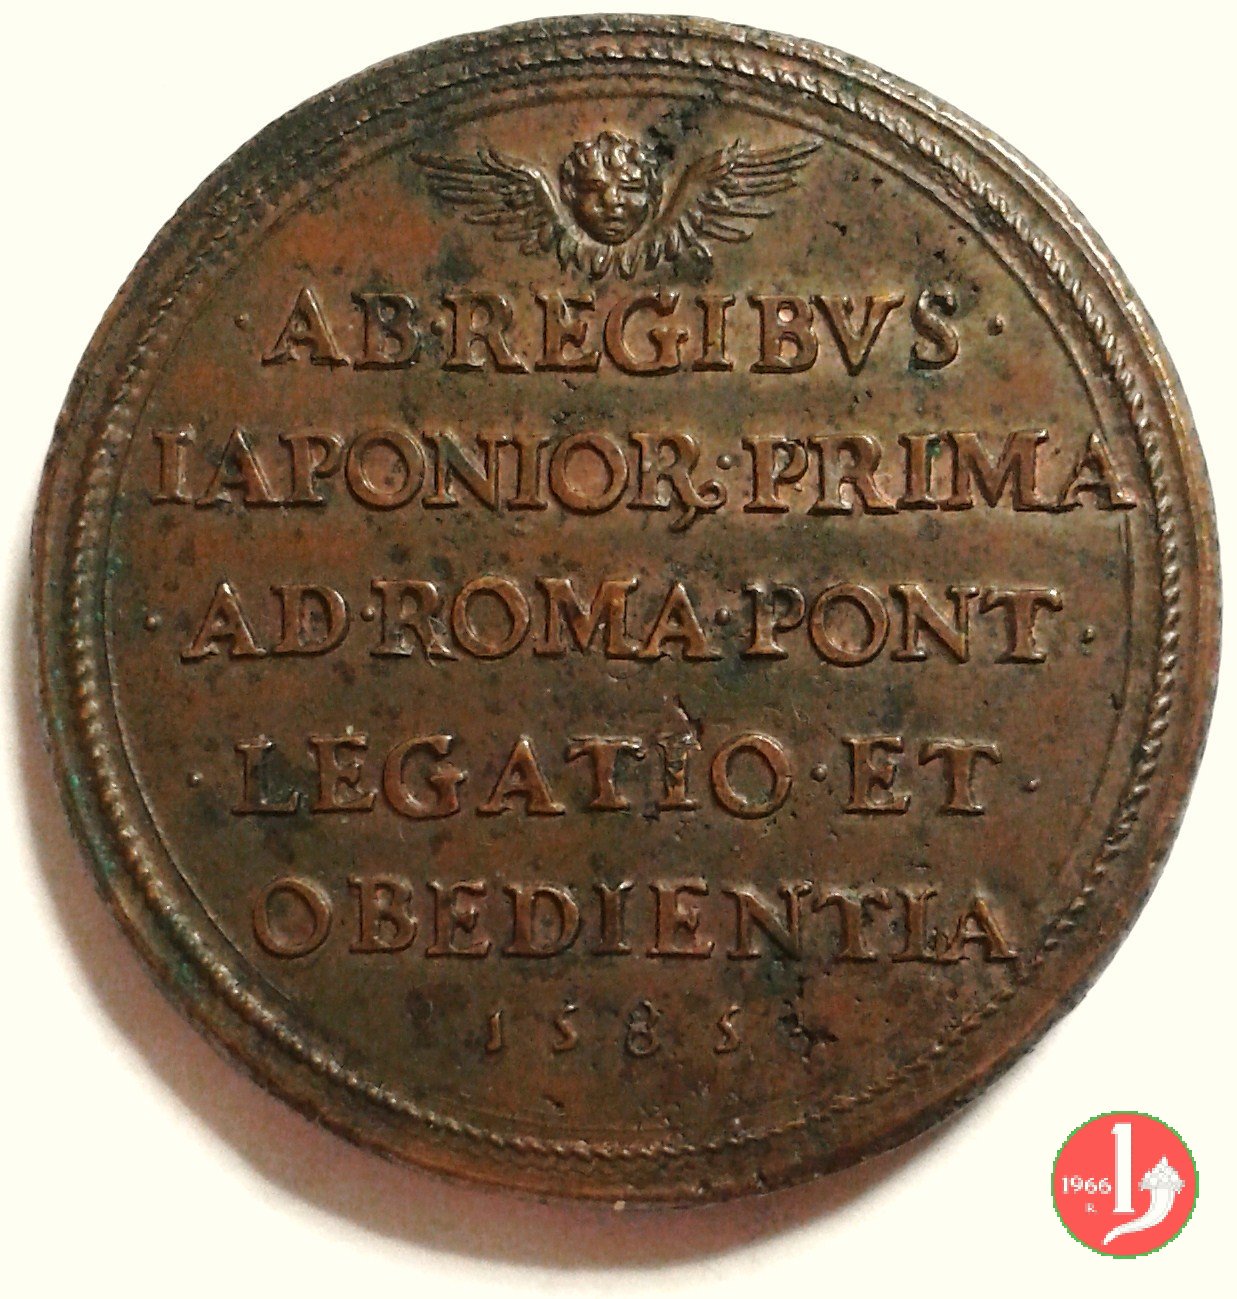 · AB · REGIBVS ·
IAPONIOR · PRIMA
· AD · ROMA · PONT ·
· LEGATIO · ET ·
OBEDIENTIA
1585
1966
R.